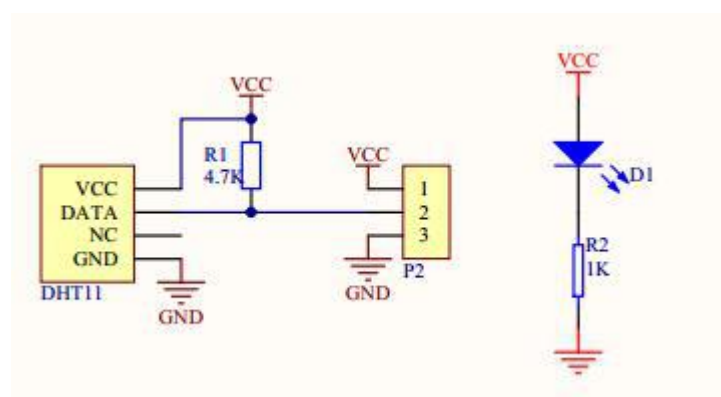 VCC
R1
4.7K
VCC
DATA
NC
GND
DHT11
GND
VCC
1
2
3
P2
GND
VCC
D1
R2
1K